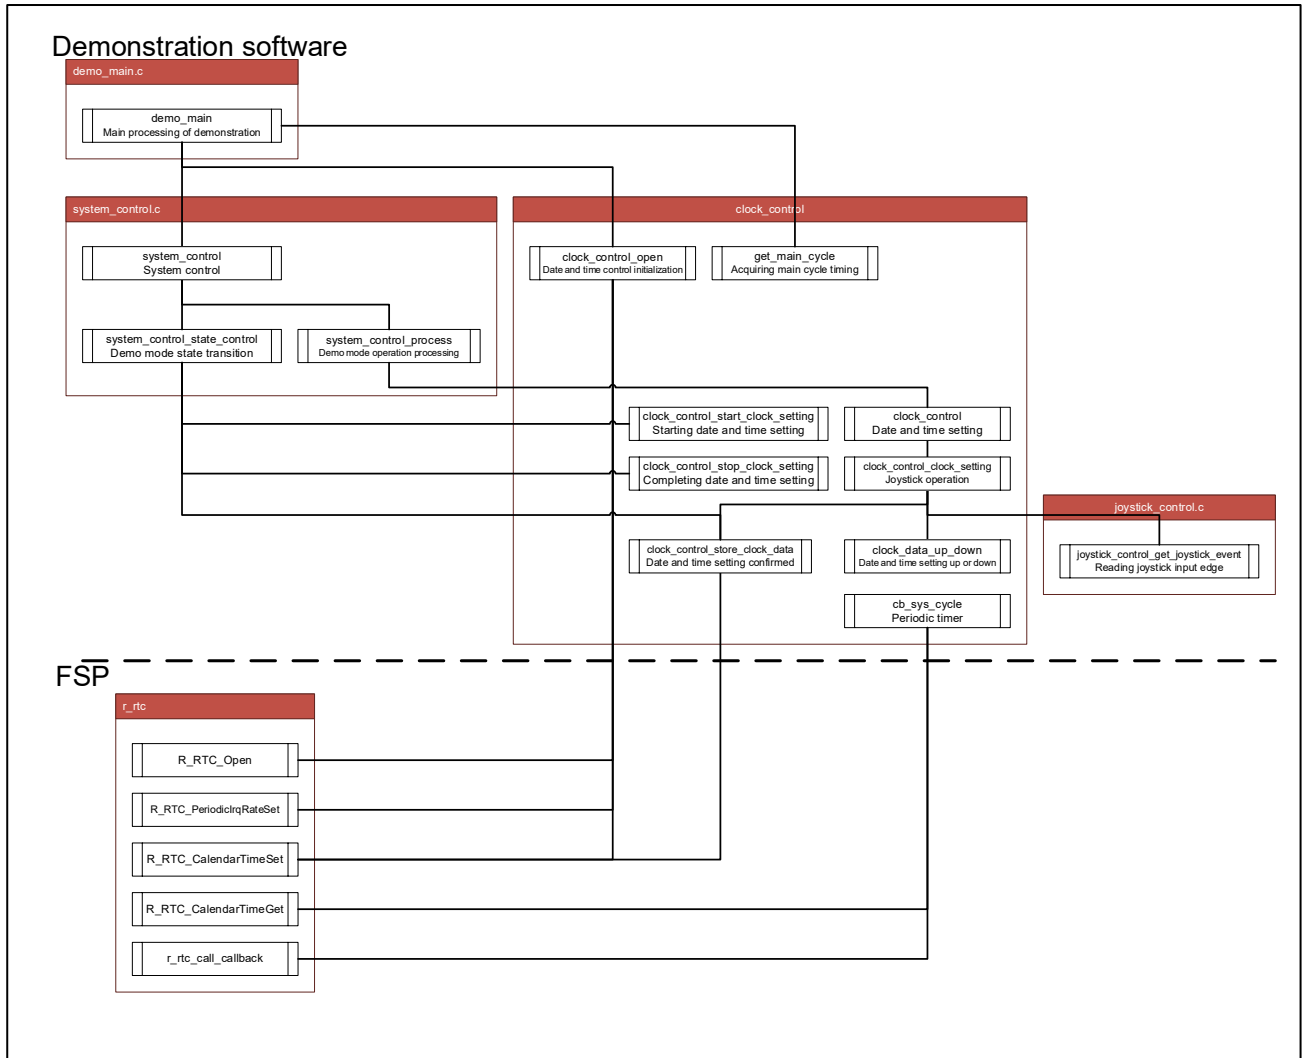 Demonstration software
demo_main.c
demo_main
Main processing of demonstration
system_control.c
clock_control
system_control
System control
clock_control_open
Date and time control initialization
get_main_cycle
Acquiring main cycle timing
system_control_state_control
Demo mode state transition
system_control_process
Demo mode operation processing
clock_control_start_clock_setting
Starting date and time setting
clock_control
Date and time setting
clock_control_stop_clock_setting
Completing date and time setting
clock_control_clock_setting
Joystick operation
joystick_control.c
clock_control_store_clock_data
Date and time setting confirmed
clock_data_up_down
Date and time setting up or down
joystick_control_get_joystick_event
Reading joystick input edge
cb_sys_cycle
Periodic timer
FSP
r_rtc
R_RTC_Open
R_RTC_PeriodicIrqRateSet
R_RTC_CalendarTimeSet
R_RTC_CalendarTimeGet
r_rtc_call_callback